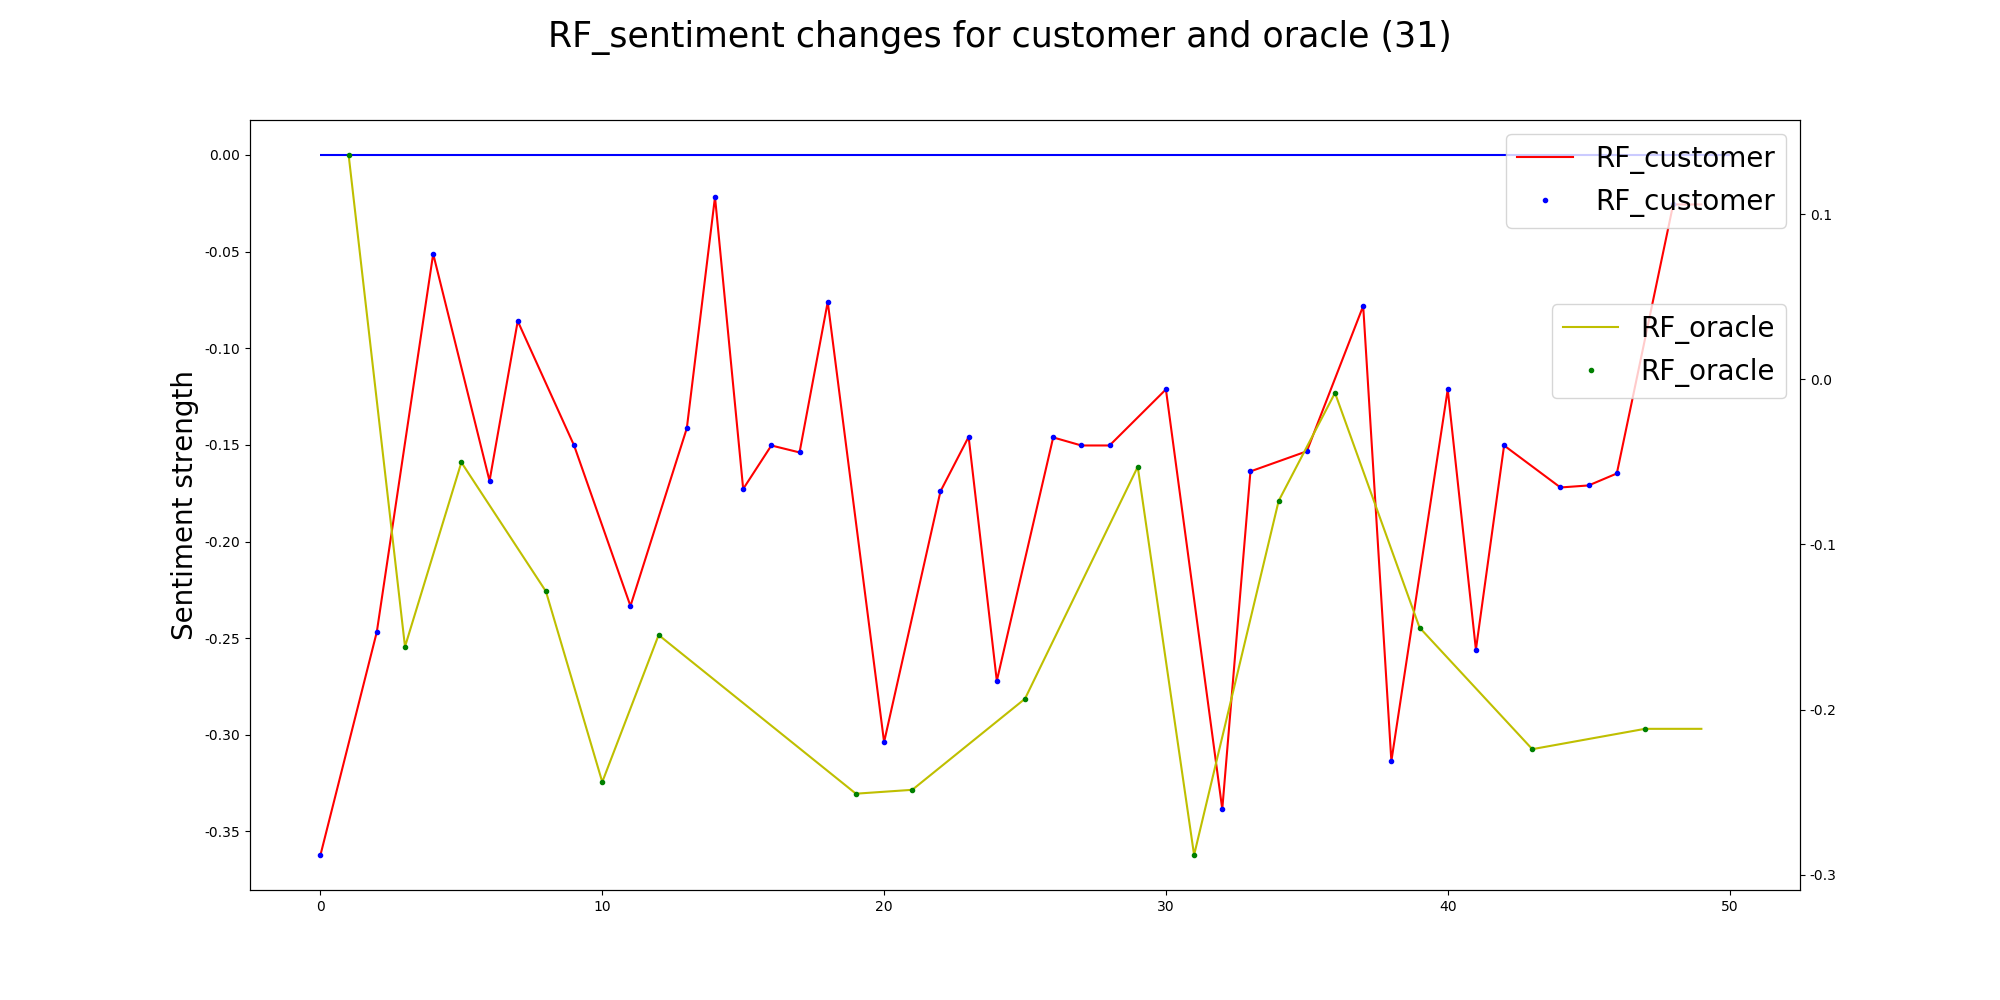 RF_sentiment changes for customer and oracle (31)
Sentiment strength
0.00
-0.05
-0.10
-0.15
-0.20
-0.25
-0.30
-0.35
RF_customer
RF_customer
RF_oracle
RF_oracle
0.1
0.0
-0.1
-0.2
-0.3
0 10 20 30 40 50